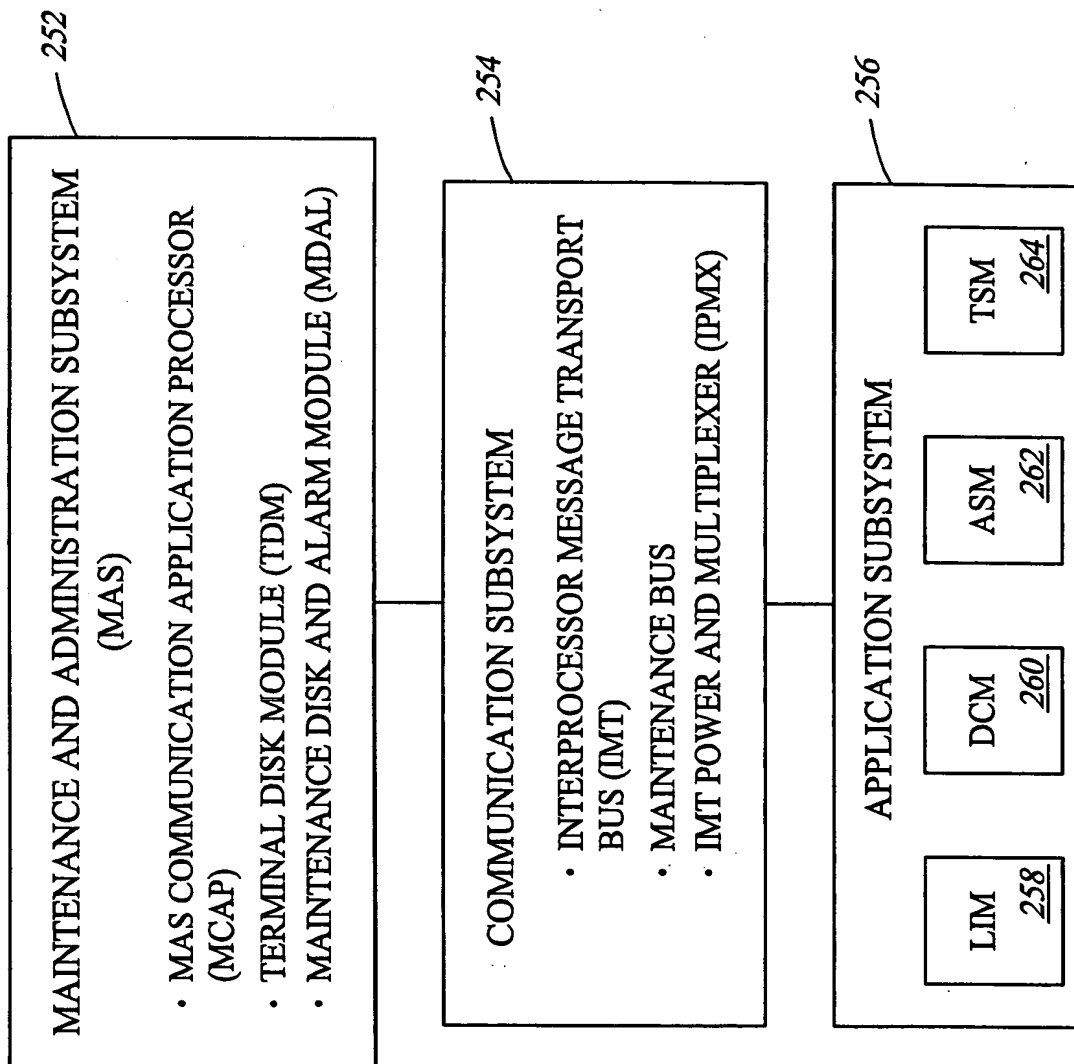 MAINTENANCE AND ADMINISTRATION SUBSYSTEM
(MAS)
• MAS COMMUNICATION APPLICATION PROCESSOR
(MCAP)
• TERMINAL DISK MODULE (TDM)
• MAINTENANCE DISK AND ALARM MODULE (MDAL)
252
COMMUNICATION SUBSYSTEM
• INTERPROCESSOR MESSAGE TRANSPORT
BUS (IMT)
• MAINTENANCE BUS
• IMT POWER AND MULTIPLEXER (IPMX)
254
APPLICATION SUBSYSTEM
256
LIM
258
DCM
260
ASM
262
TSM
264